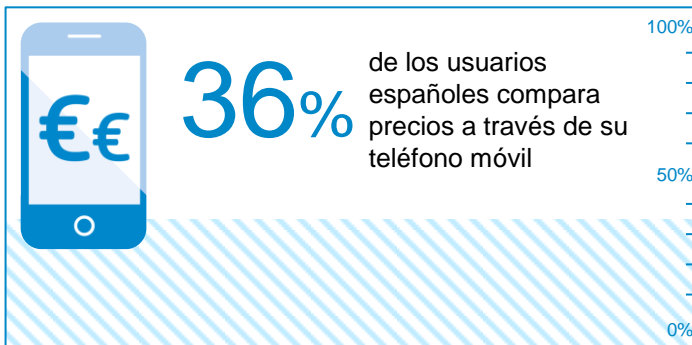 €€
36%
de los usuarios
españoles compara
precios a través de su
teléfono móvil
100%
50%
0%